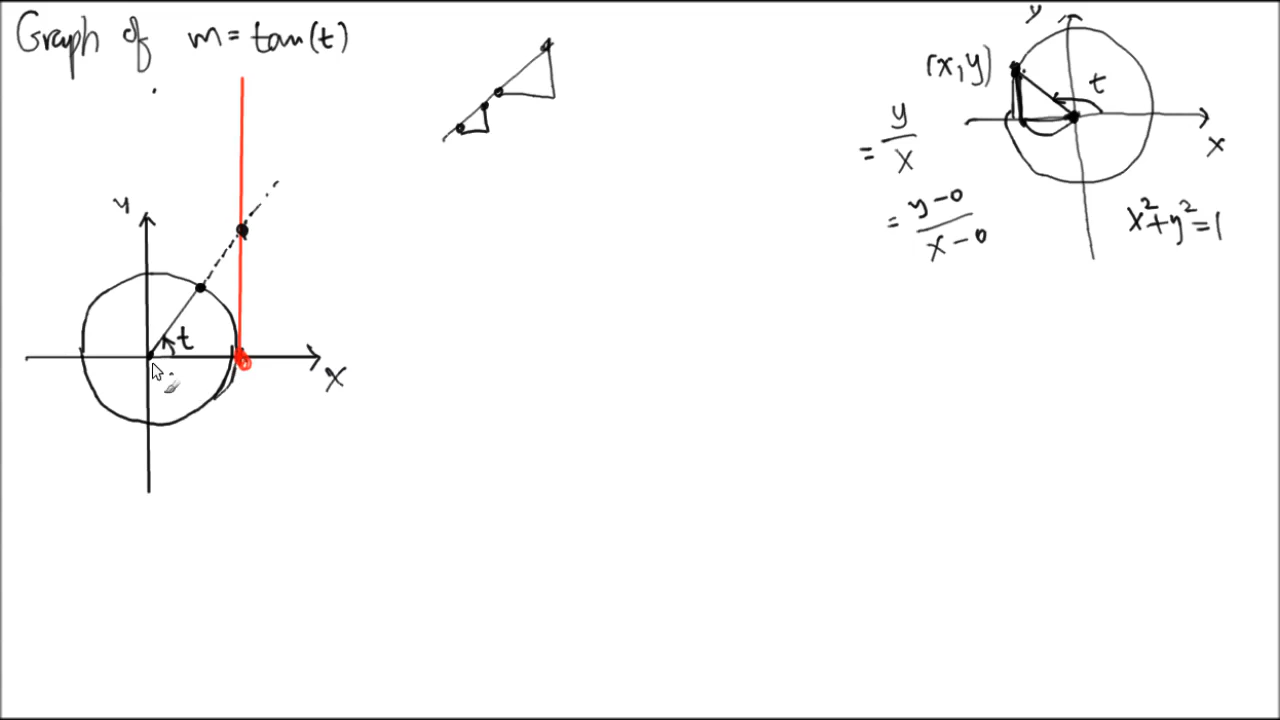 Graph of m = tan(t)
y
t
x
y
(x,y)
t
x
= y/x
= y-0/x-0
x²+y²=1